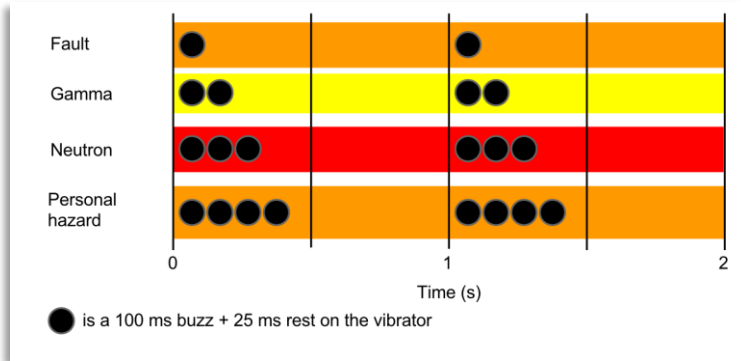 Fault
Gamma
Neutron
Personal
hazard
0 1 2
Time (s)
is a 100 ms buzz + 25 ms rest on the vibrator